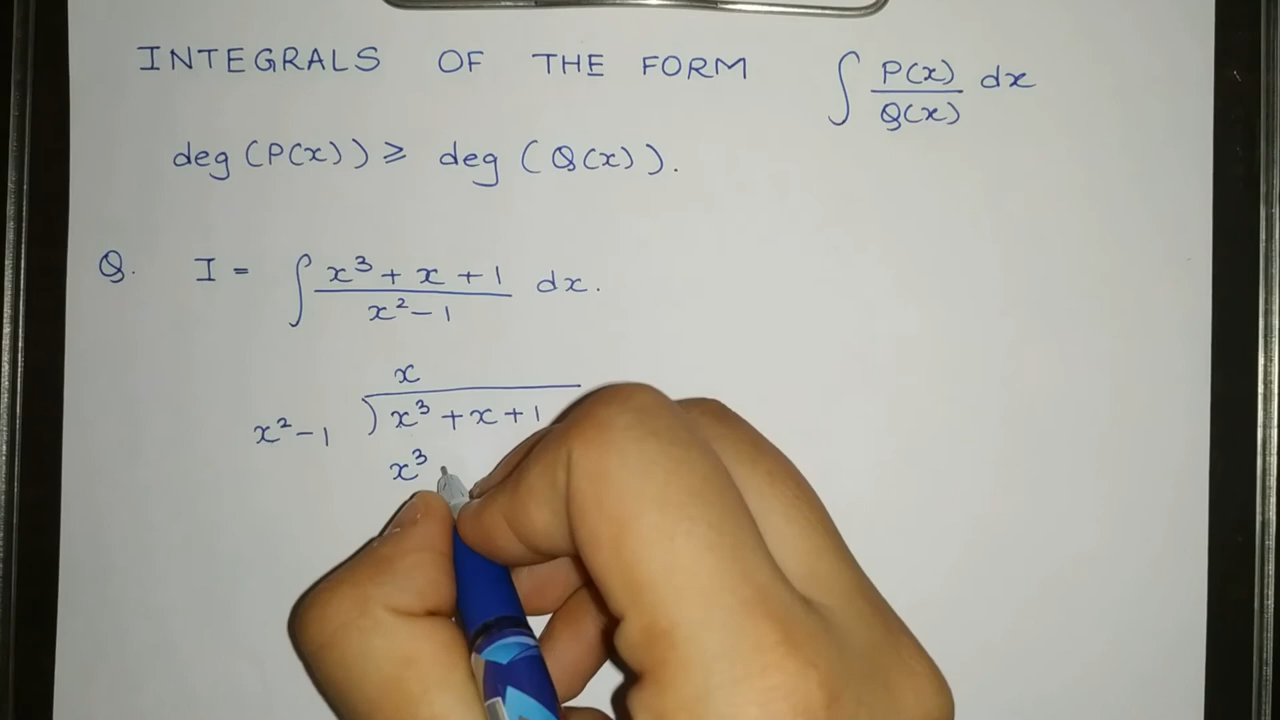 INTEGRALS OF THE FORM ∫ P(x)/Q(x) dx
deg (P(x)) ≥ deg (Q(x)).
Q. I = ∫ (x³ + x + 1)/(x² - 1) dx.
x
x² - 1 ) x³ + x + 1
x³